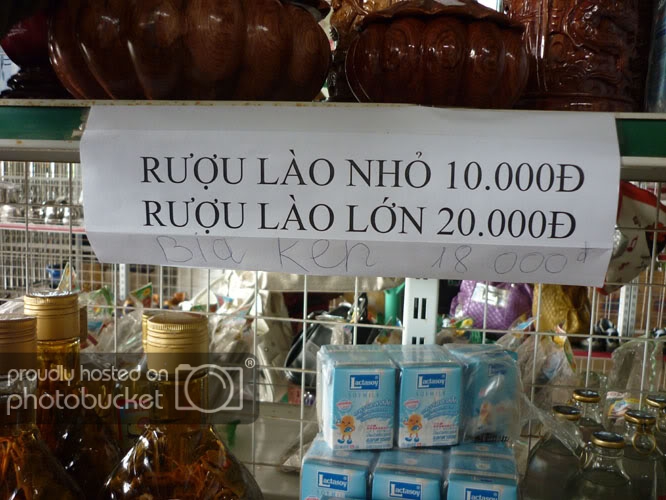 RƯỢU LÀO NHỎ 10.000Đ
RƯỢU LÀO LỚN 20.000Đ
Bia Ken 18 000đ
proudly hosted on
photobucket
Lactasoy
SOYMILK
Lactasoy
Lactasoy
Lactasoy
Lactasoy